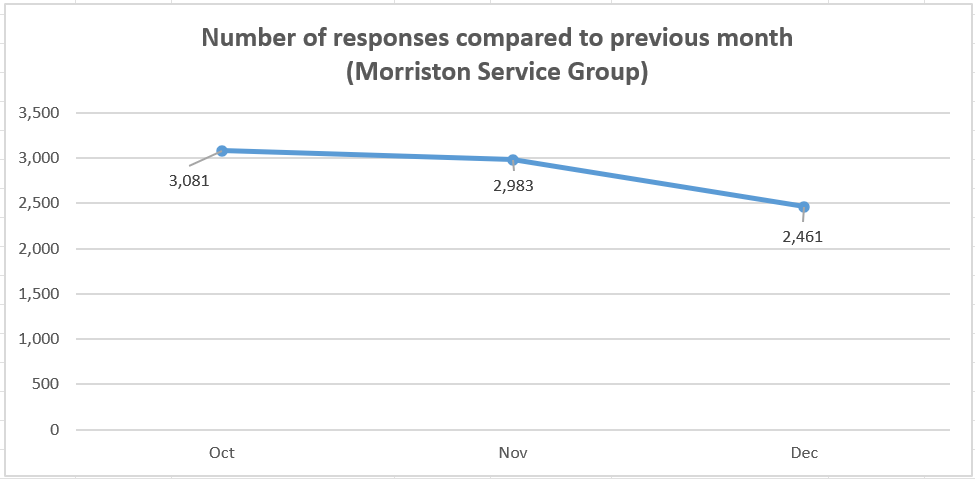 Number of responses compared to previous month
(Morriston Service Group)
3,500
3,000
2,500
2,000
1,500
1,000
500
0
3,081
2,983
2,461
Oct
Nov
Dec